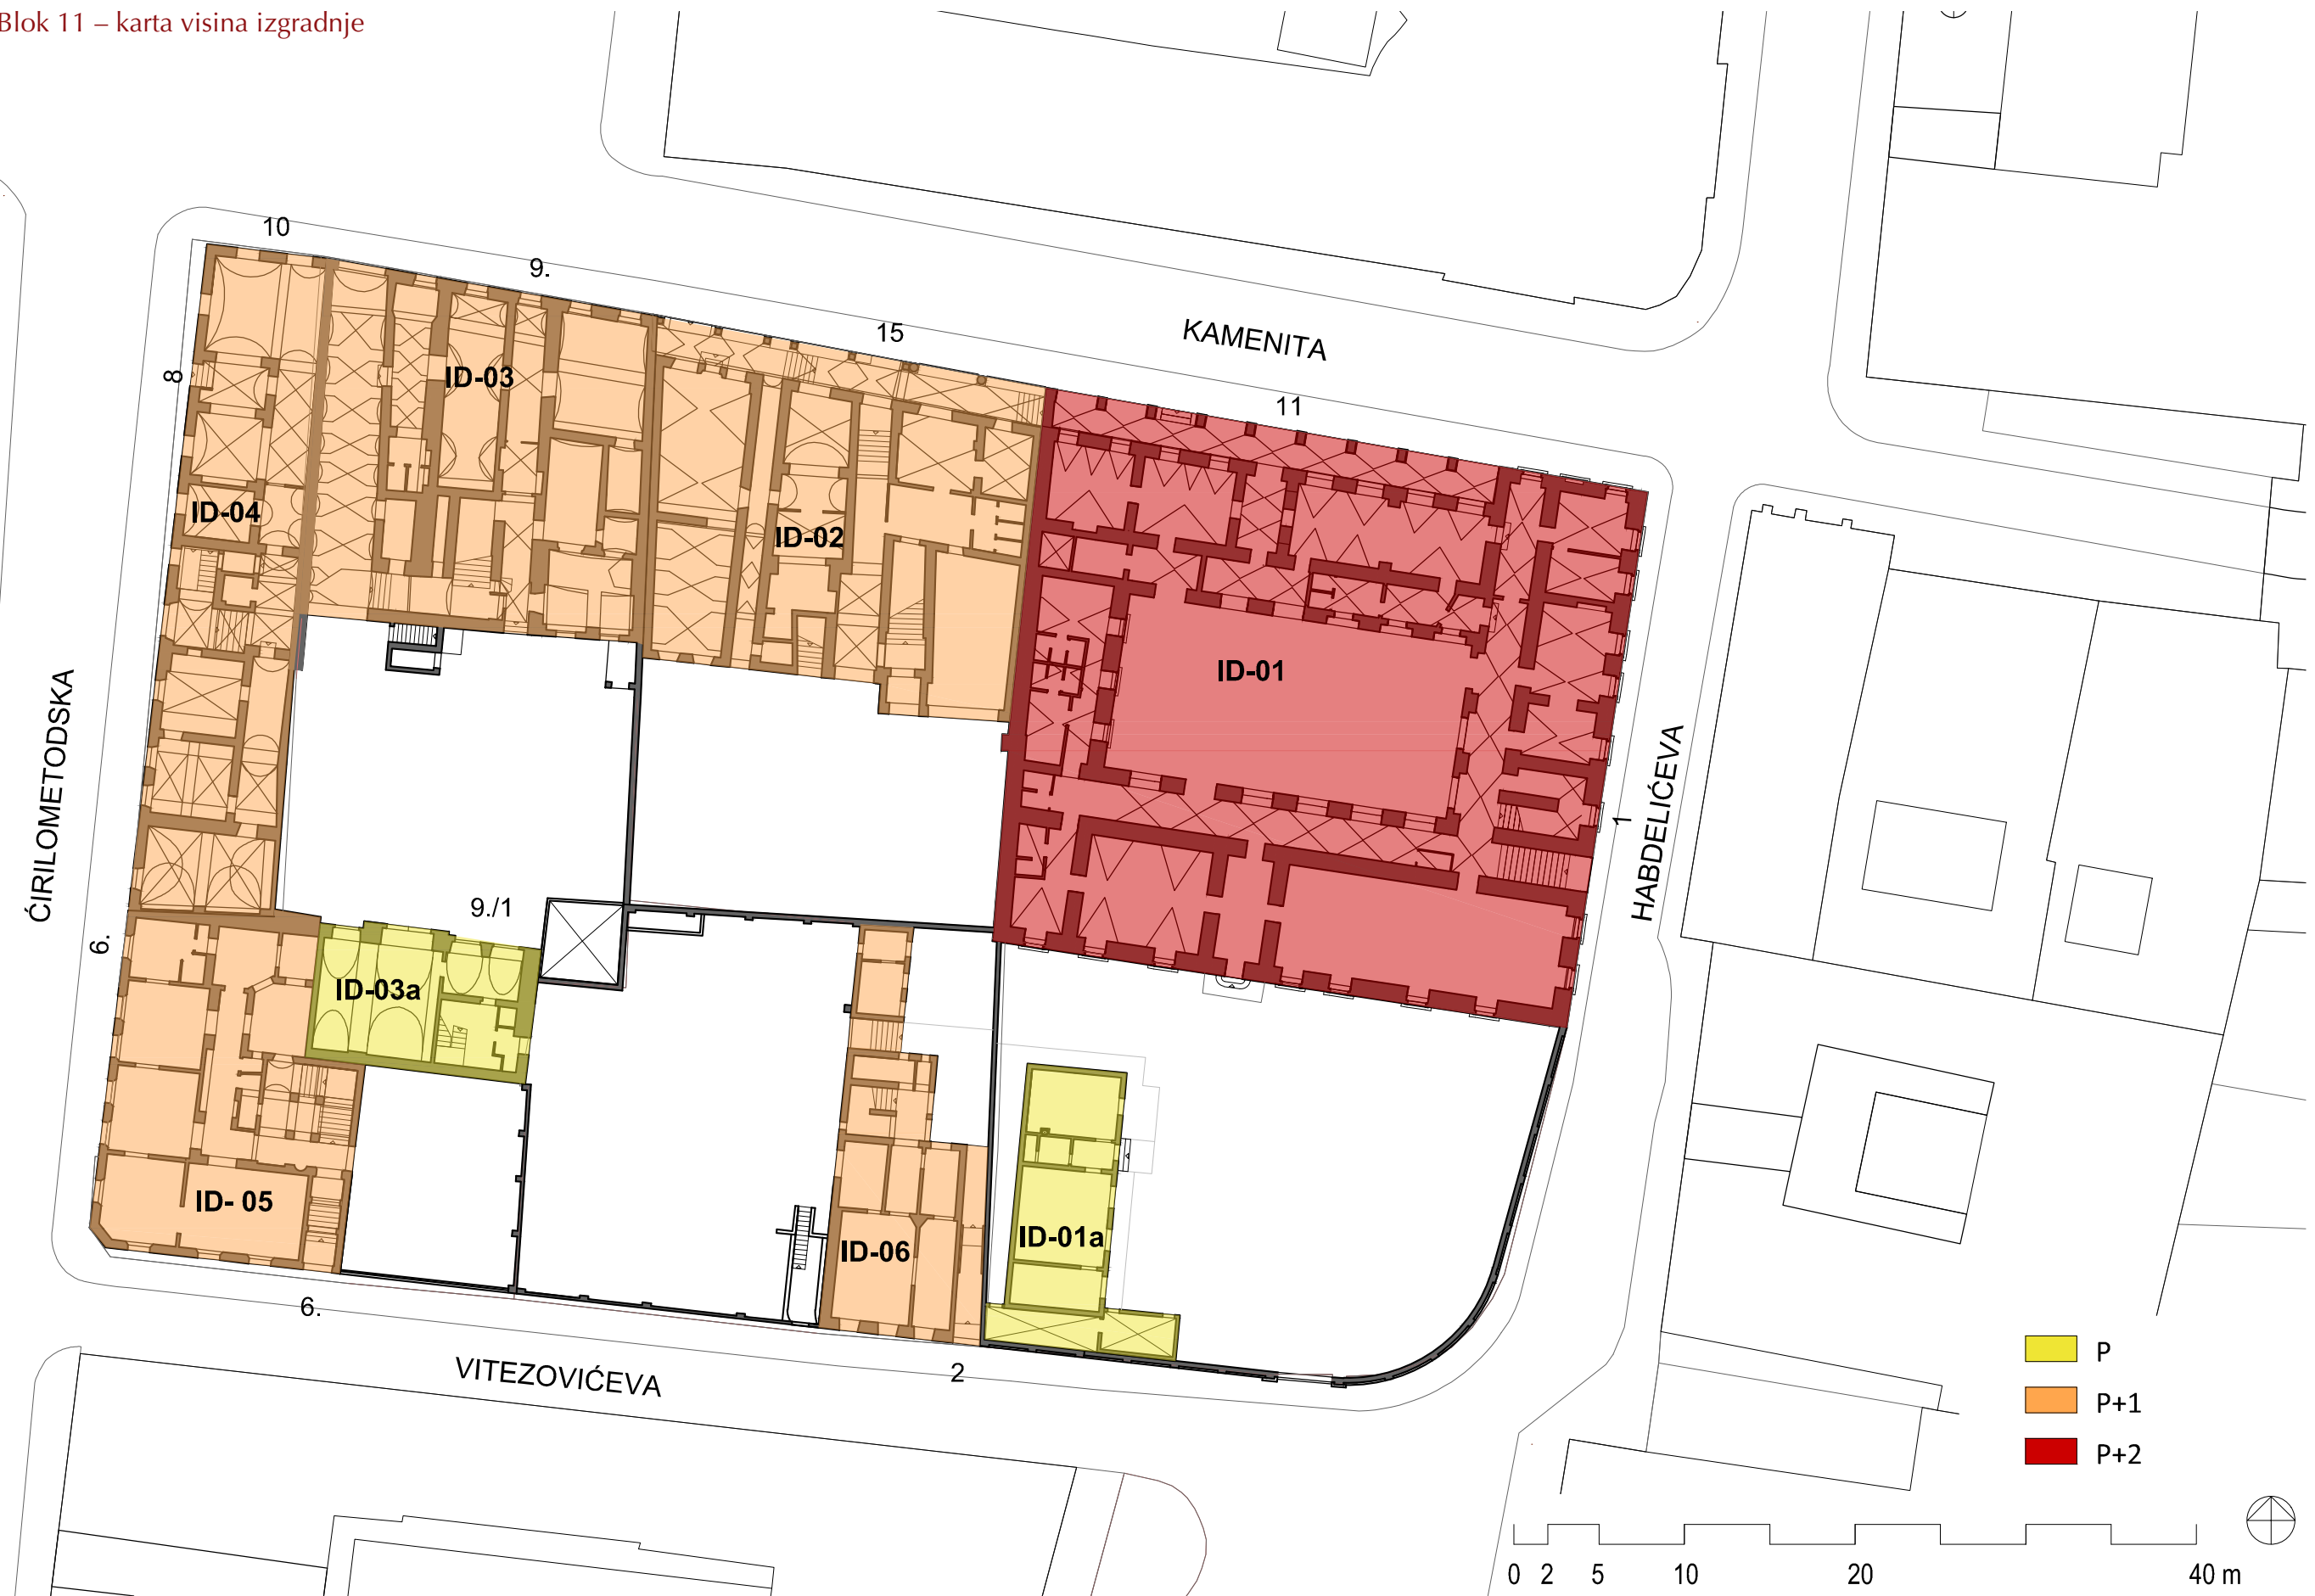 Blok 11 – karta visina izgradnje
10
9.
15
KAMENITA
11
8
ID-03
ID-04
ID-02
ID-01
ĆIRILOMETODSKA
HABDELIĆEVA
1
9./1
6.
ID-03a
ID- 05
ID-06
ID-01a
6.
2
VITEZOVIĆEVA
P
P+1
P+2
0 2 5 10 20 40 m